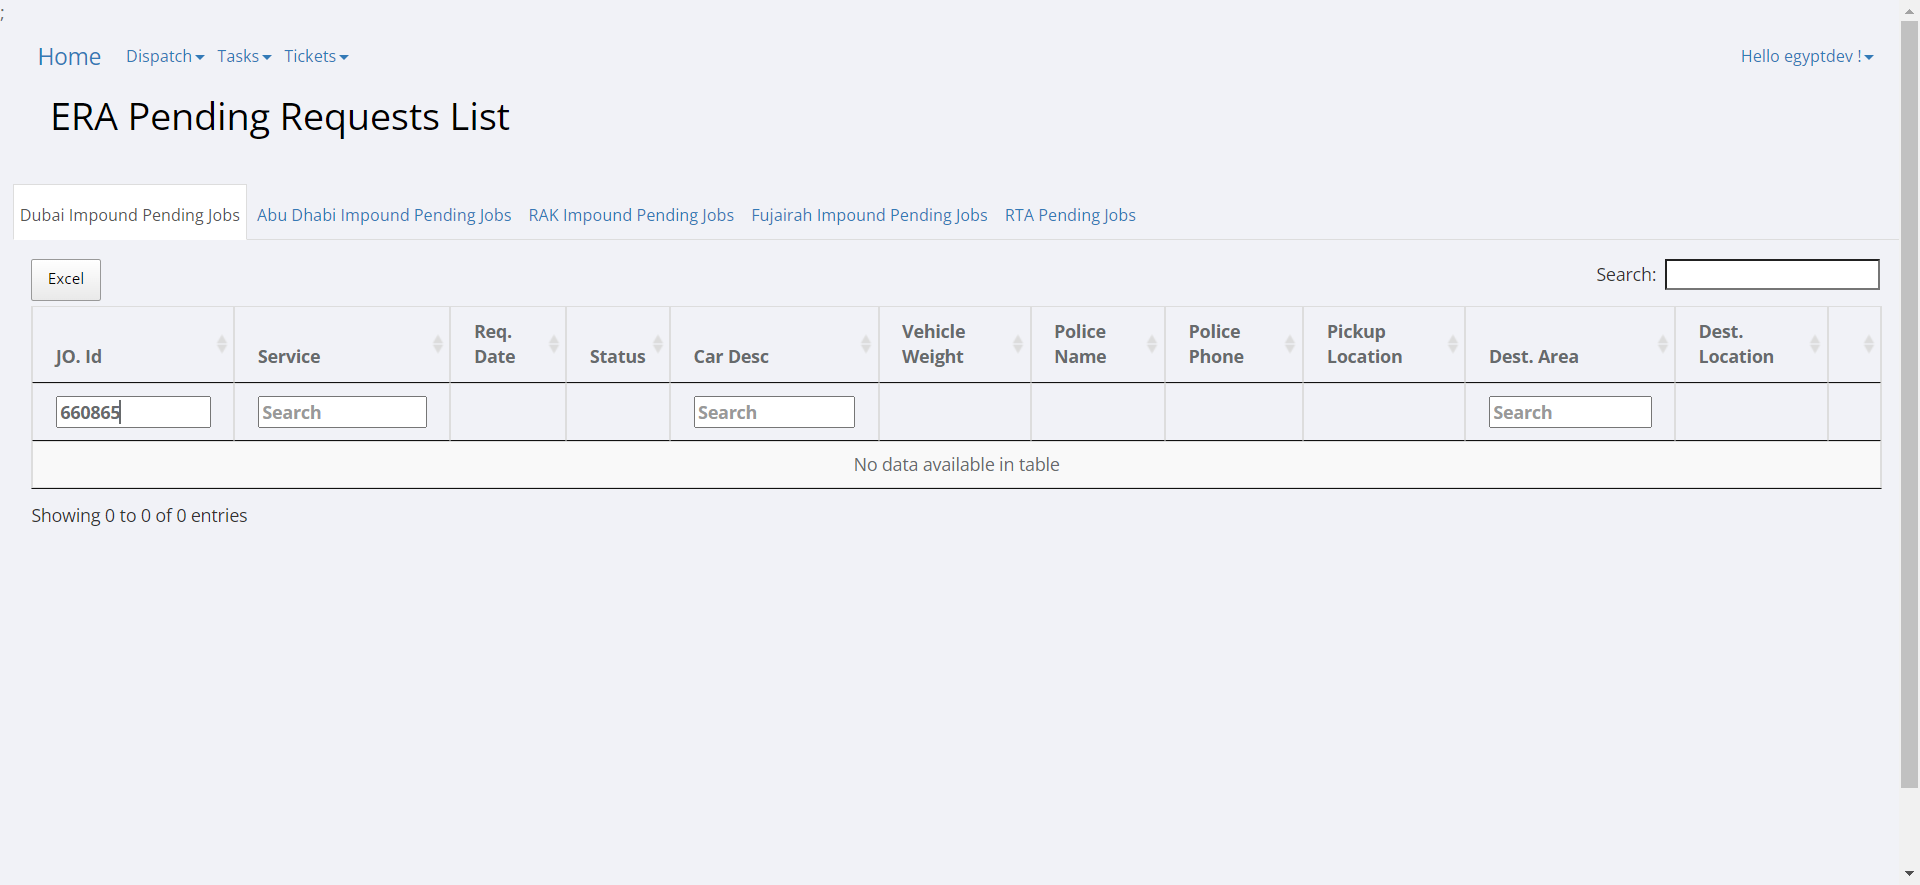 ;
Home Dispatch Tasks Tickets Hello egyptdev !
ERA Pending Requests List
Dubai Impound Pending Jobs Abu Dhabi Impound Pending Jobs RAK Impound Pending Jobs Fujairah Impound Pending Jobs RTA Pending Jobs
Excel Search:
JO. Id Service Req. Date Status Car Desc Vehicle Weight Police Name Police Phone Pickup Location Dest. Area Dest. Location
660865 Search Search Search
No data available in table
Showing 0 to 0 of 0 entries